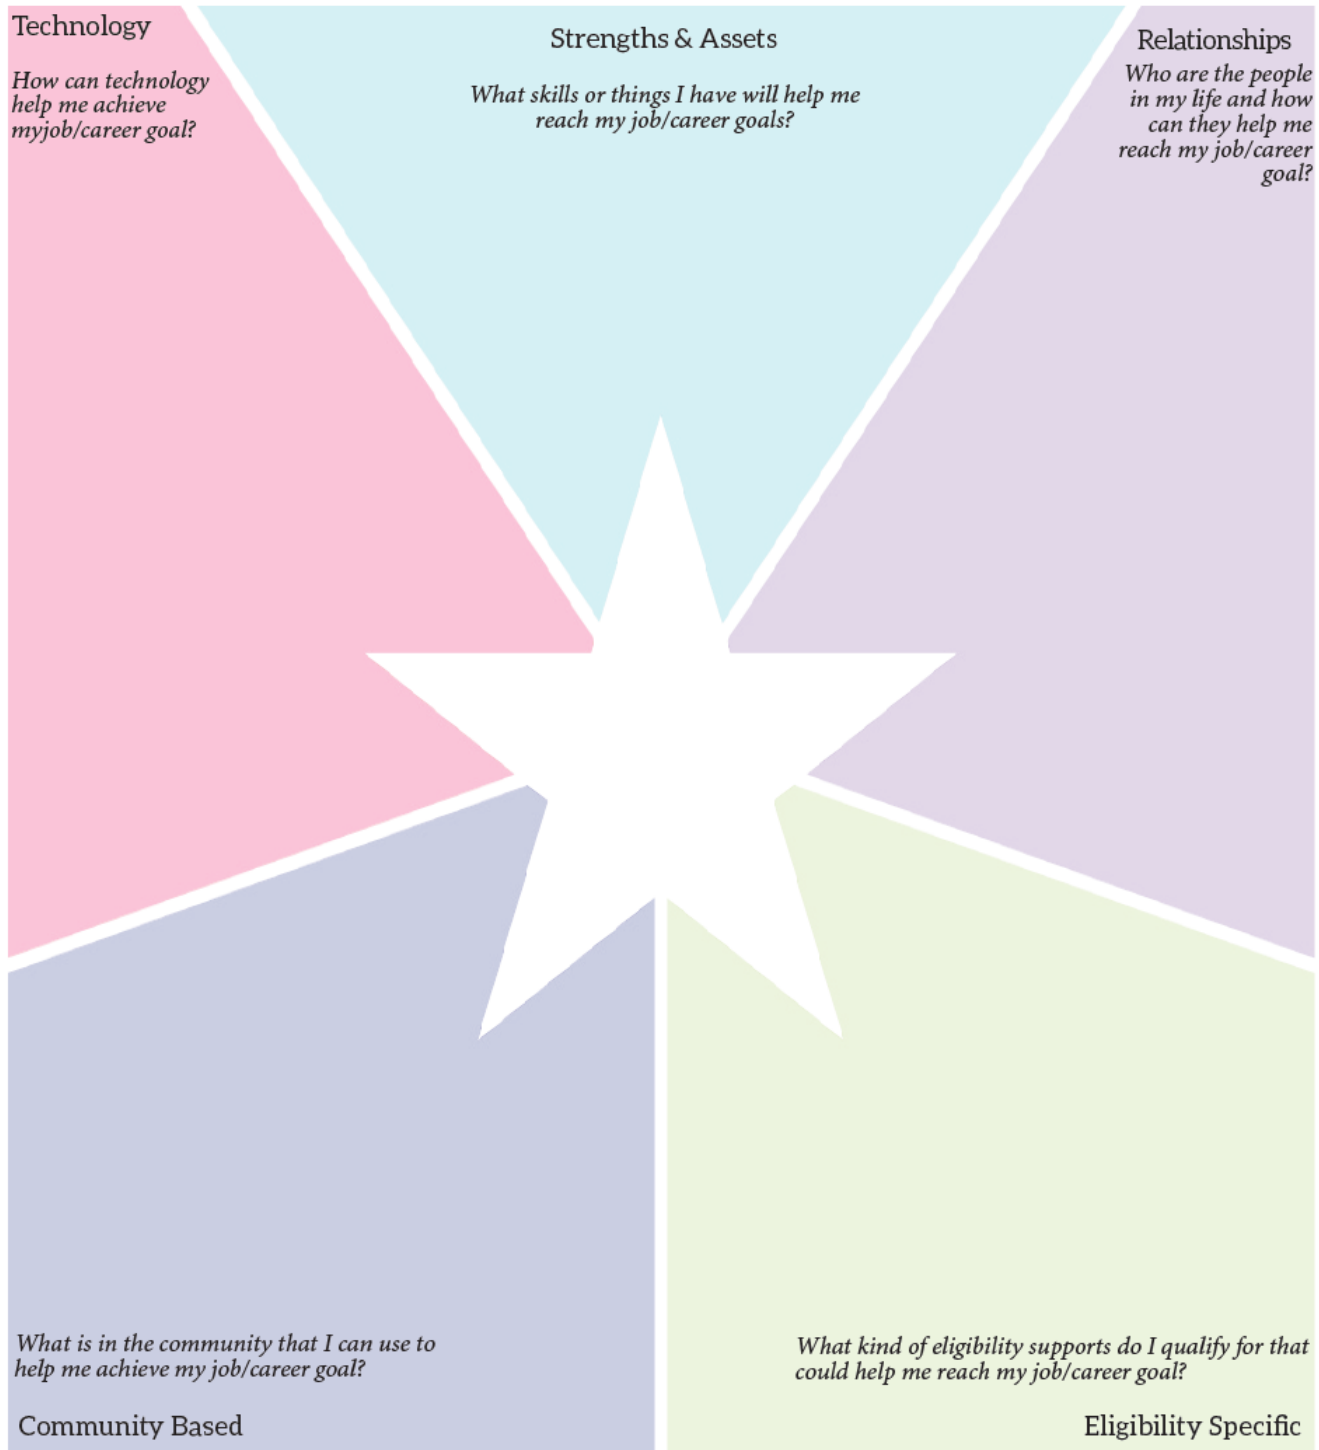 Technology
How can technology
help me achieve
myjob/career goal?
Strengths & Assets
What skills or things I have will help me
reach my job/career goals?
Relationships
Who are the people
in my life and how
can they help me
reach my job/career
goal?
What is in the community that I can use to
help me achieve my job/career goal?
Community Based
What kind of eligibility supports do I qualify for that
could help me reach my job/career goal?
Eligibility Specific